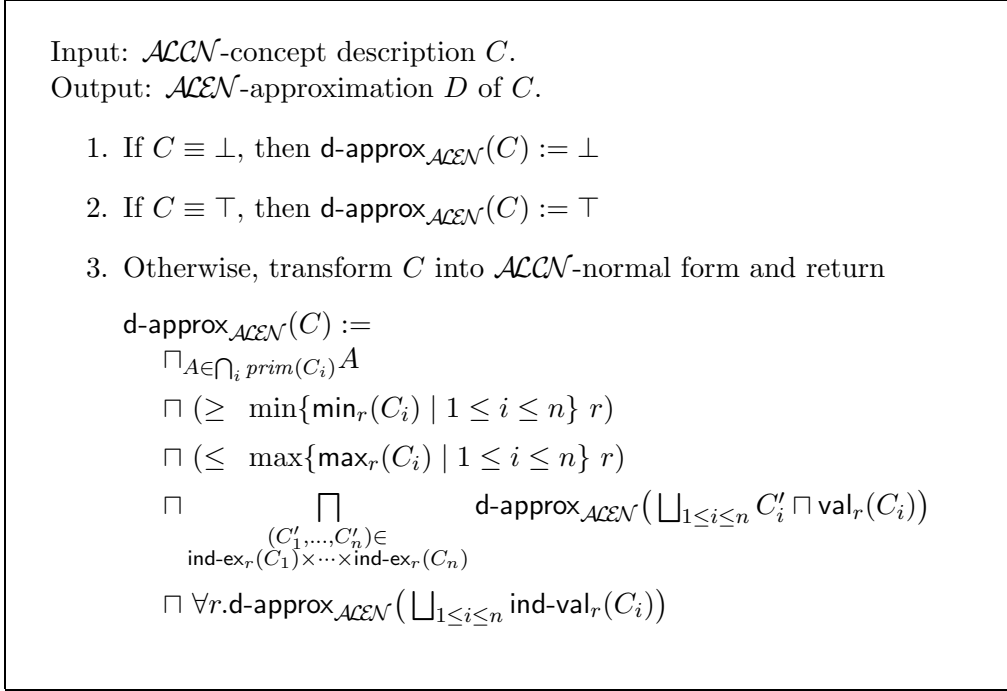 Input: ALCN-concept description C.
Output: ALEN-approximation D of C.
1. If C ≡ ⊥, then d-approx_ALEN(C) := ⊥
2. If C ≡ ⊤, then d-approx_ALEN(C) := ⊤
3. Otherwise, transform C into ALCN-normal form and return
d-approx_ALEN(C) :=
⊓_{A∈⋂_i prim(C_i)} A
⊓ (≥ min{min_r(C_i) | 1 ≤ i ≤ n} r)
⊓ (≤ max{max_r(C_i) | 1 ≤ i ≤ n} r)
⊓ ⨅_{(C′_1,...,C′_n)∈ ind-ex_r(C_1)×···×ind-ex_r(C_n)} d-approx_ALEN(⨆_{1≤i≤n} C′_i ⊓ val_r(C_i))
⊓ ∀r.d-approx_ALEN(⨆_{1≤i≤n} ind-val_r(C_i))